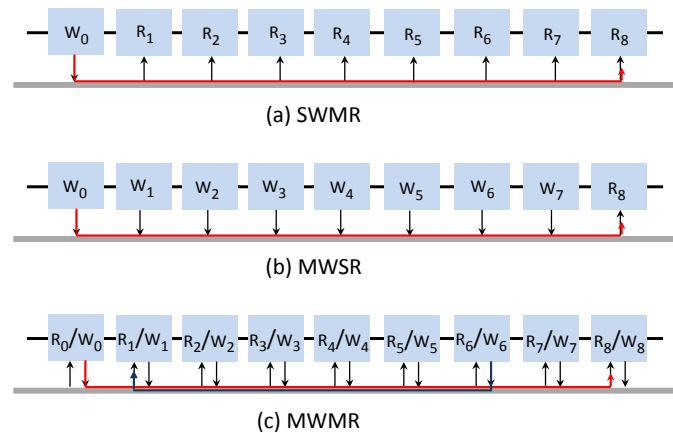 W₀ R₁ R₂ R₃ R₄ R₅ R₆ R₇ R₈
(a) SWMR
W₀ W₁ W₂ W₃ W₄ W₅ W₆ W₇ R₈
(b) MWSR
R₀/W₀ R₁/W₁ R₂/W₂ R₃/W₃ R₄/W₄ R₅/W₅ R₆/W₆ R₇/W₇ R₈/W₈
(c) MWMR